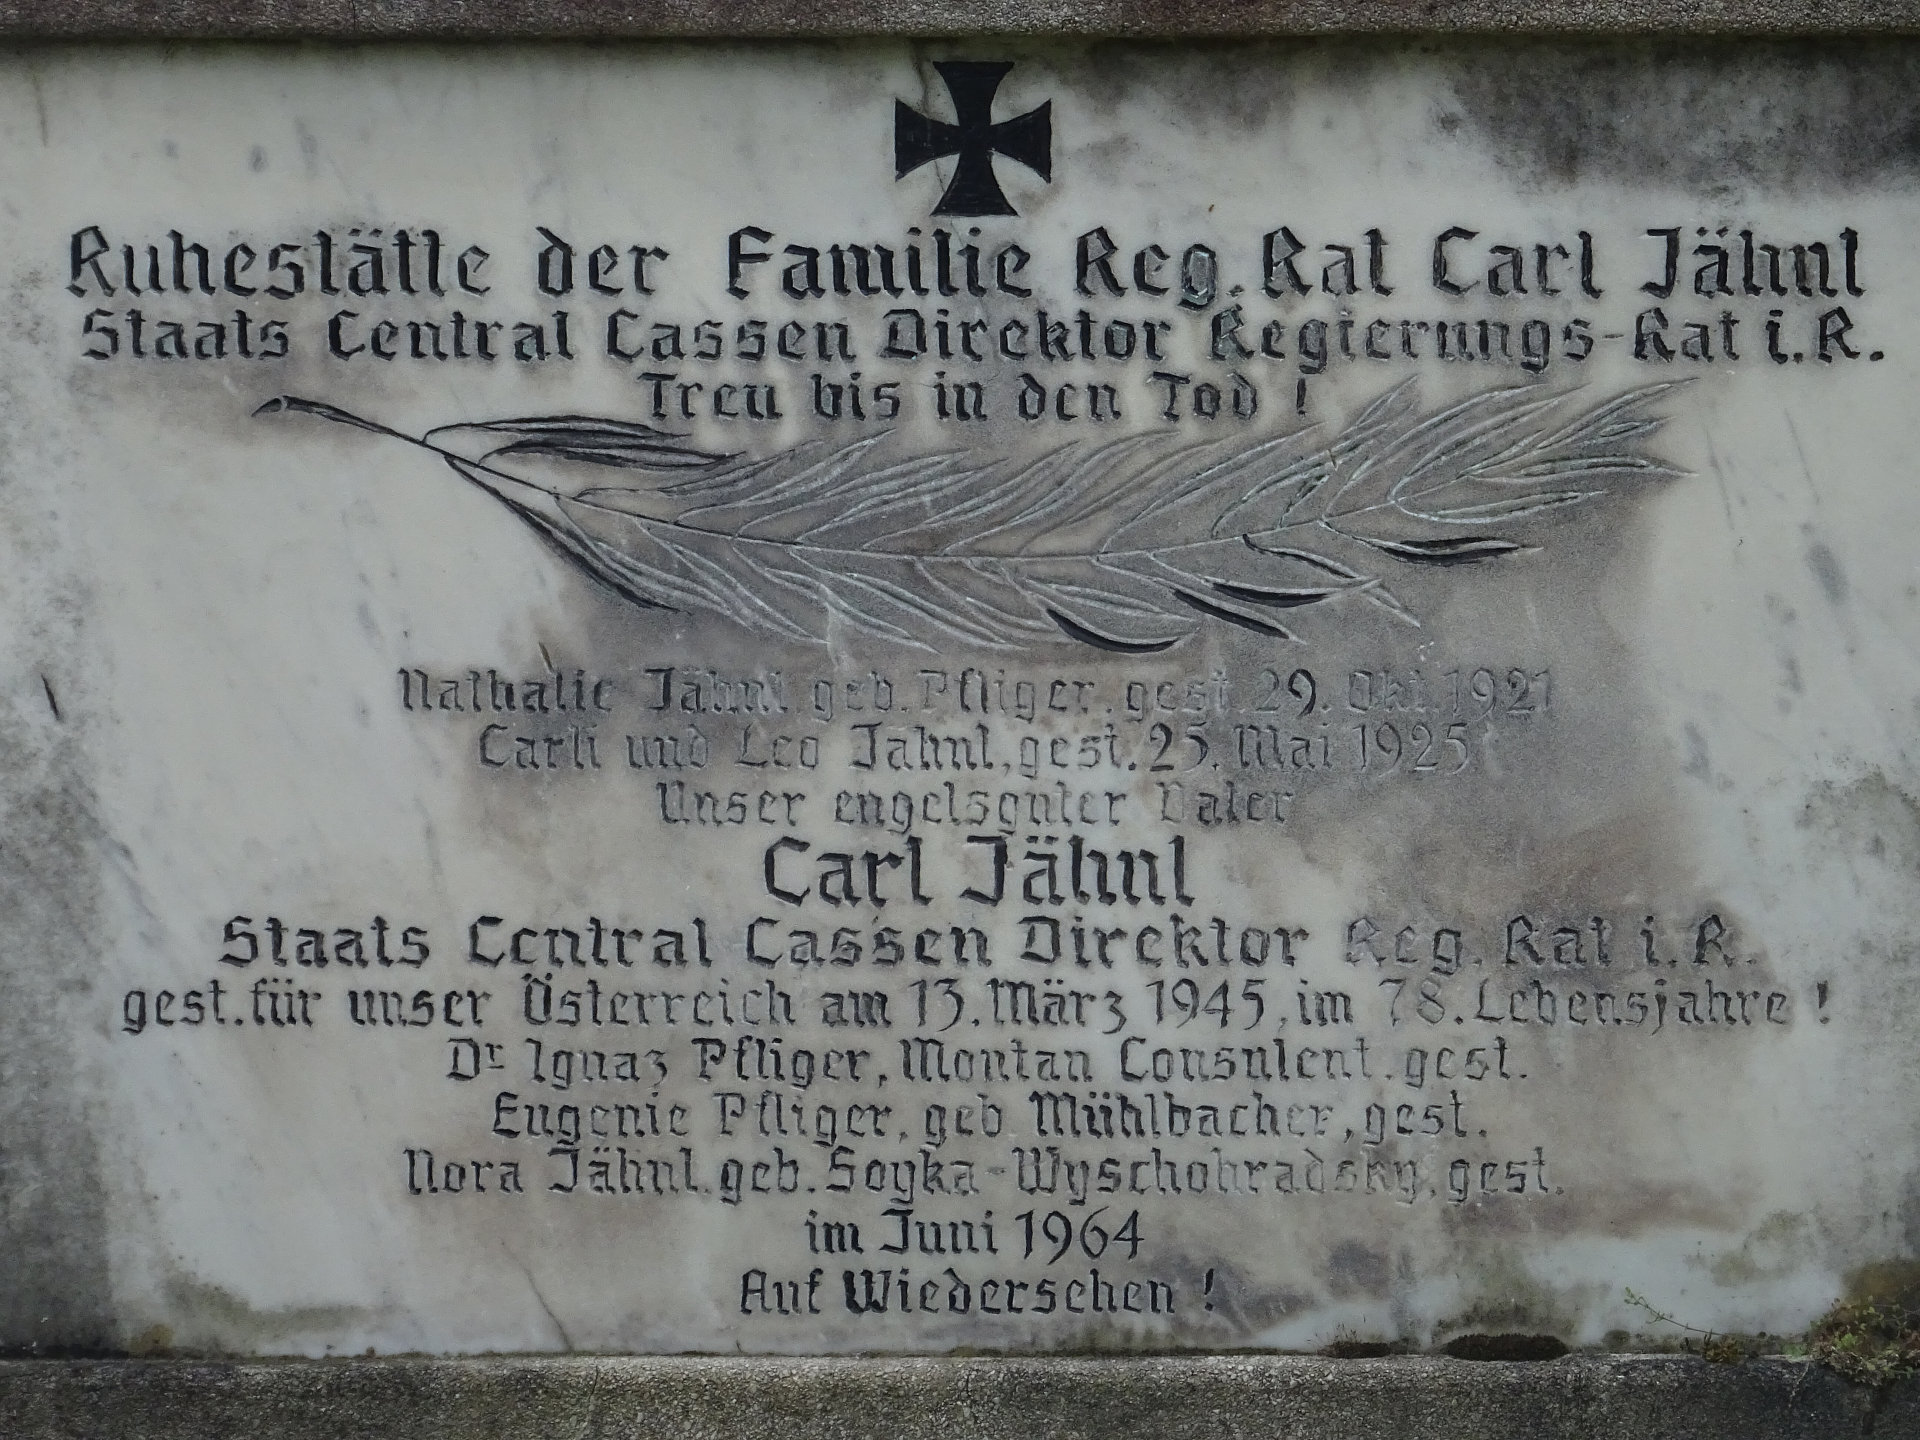 Ruhestätte der Familie Reg. Rat Carl Jähnl
Staats Central Cassen Direktor Regierungs-Rat i. R.
Treu bis in den Tod !
Nathalie Jähnl geb. Pfliger, gest. 29. Okt. 1921
Carli und Leo Jähnl, gest. 25. Mai 1925
Unser engelsguter Vater
Carl Jähnl
Staats Central Cassen Direktor Reg. Rat i. R.
gest. für unser Österreich am 13. März 1945, im 78. Lebensjahre !
Dr Ignaz Pfliger, Montan Consulent, gest.
Eugenie Pfliger, geb Mühlbacher, gest.
Nora Jähnl, geb. Soyka-Wyschohradsky, gest.
im Juni 1964
Auf Wiedersehen !